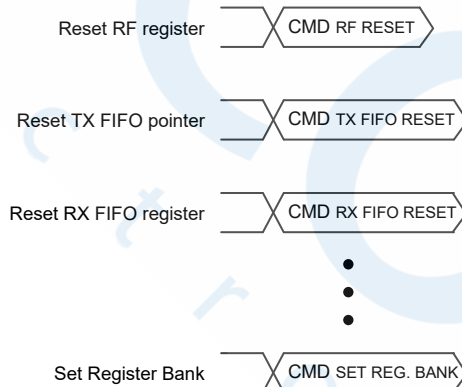 Reset RF register CMD RF RESET
Reset TX FIFO pointer CMD TX FIFO RESET
Reset RX FIFO register CMD RX FIFO RESET
Set Register Bank CMD SET REG. BANK